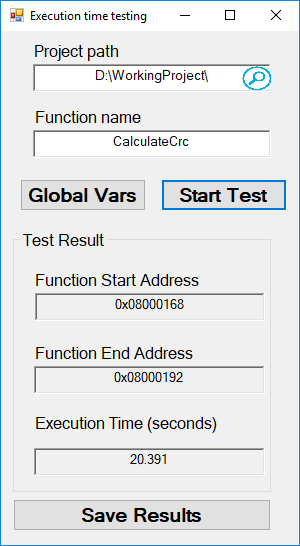 Execution time testing
Project path
D:\WorkingProject\
Function name
CalculateCrc
Global Vars Start Test
Test Result
Function Start Address
0x08000168
Function End Address
0x08000192
Execution Time (seconds)
20.391
Save Results